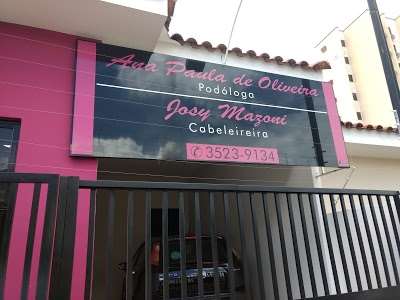 Ana Paula de Oliveira
Podóloga
Josy Mazoni
Cabeleireira
3523-9134